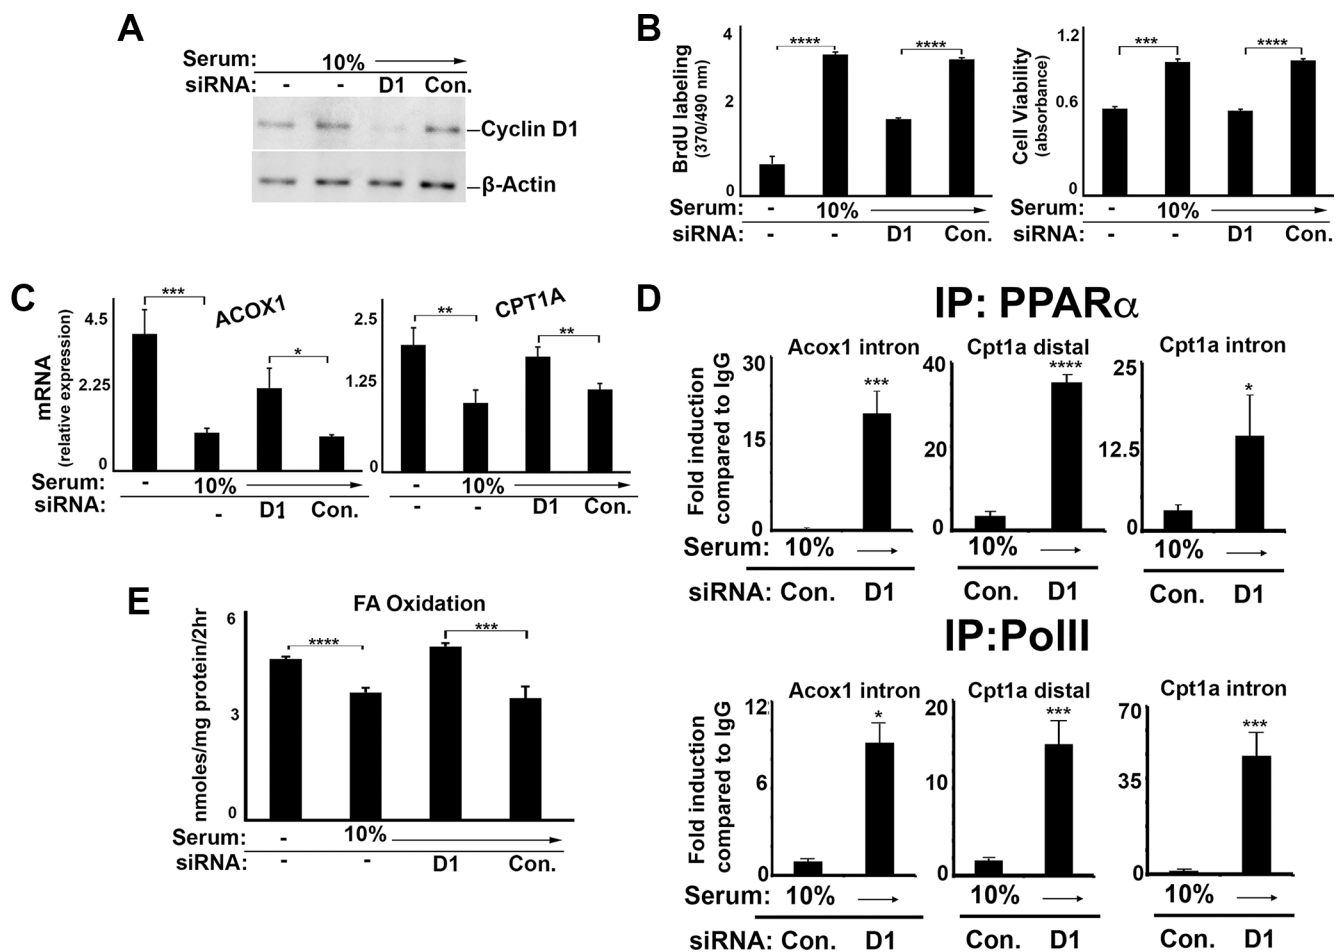 A
Serum: 10%
siRNA: - - D1 Con.
Cyclin D1
β-Actin
B
BrdU labeling
(370/490 nm)
4
2
0
**** ****
Serum: - 10%
siRNA: - - D1 Con.
Cell Viability
(absorbance)
1.2
0.6
0
*** ****
Serum: - 10%
siRNA: - - D1 Con.
C
mRNA
(relative expression)
ACOX1
4.5
2.25
0
*** *
CPT1A
2.5
1.25
0
** **
Serum: - 10% - 10%
siRNA: - D1 Con. - - D1 Con.
D
IP: PPARα
Fold induction
compared to IgG
Acox1 intron
30
15
0
***
Cpt1a distal
40
20
0
****
Cpt1a intron
25
12.5
0
*
Serum: 10% 10% 10%
siRNA: Con. D1 Con. D1 Con. D1
IP:PolII
Fold induction
compared to IgG
Acox1 intron
12
6
0
*
Cpt1a distal
20
10
0
***
Cpt1a intron
70
35
0
***
Serum: 10% 10% 10%
siRNA: Con. D1 Con. D1 Con. D1
E
FA Oxidation
nmoles/mg protein/2hr
6
3
0
**** ***
Serum: - 10%
siRNA: - - D1 Con.